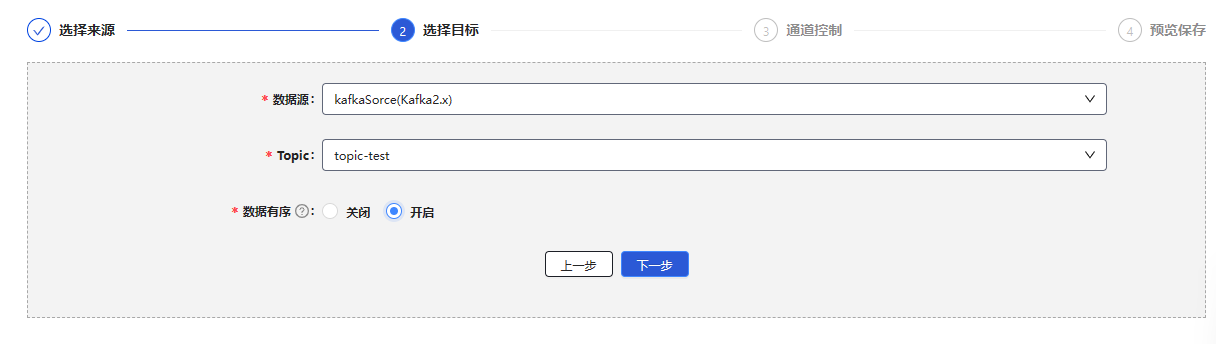 选择来源 2 选择目标 3 通道控制 4 预览保存
* 数据源: kafkaSorce(Kafka2.x)
* Topic: topic-test
* 数据有序 ? : 关闭 开启
上一步 下一步